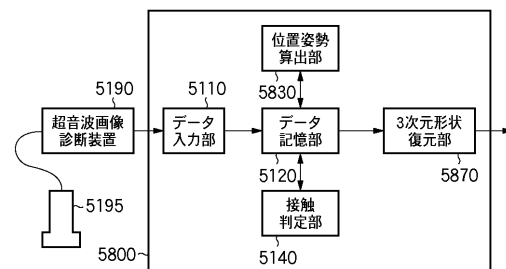 位置姿勢
算出部
5830
5190
5110
超音波画像
診断装置
データ
入力部
データ
記憶部
5120
3次元形状
復元部
5870
5195
接触
判定部
5140
5800